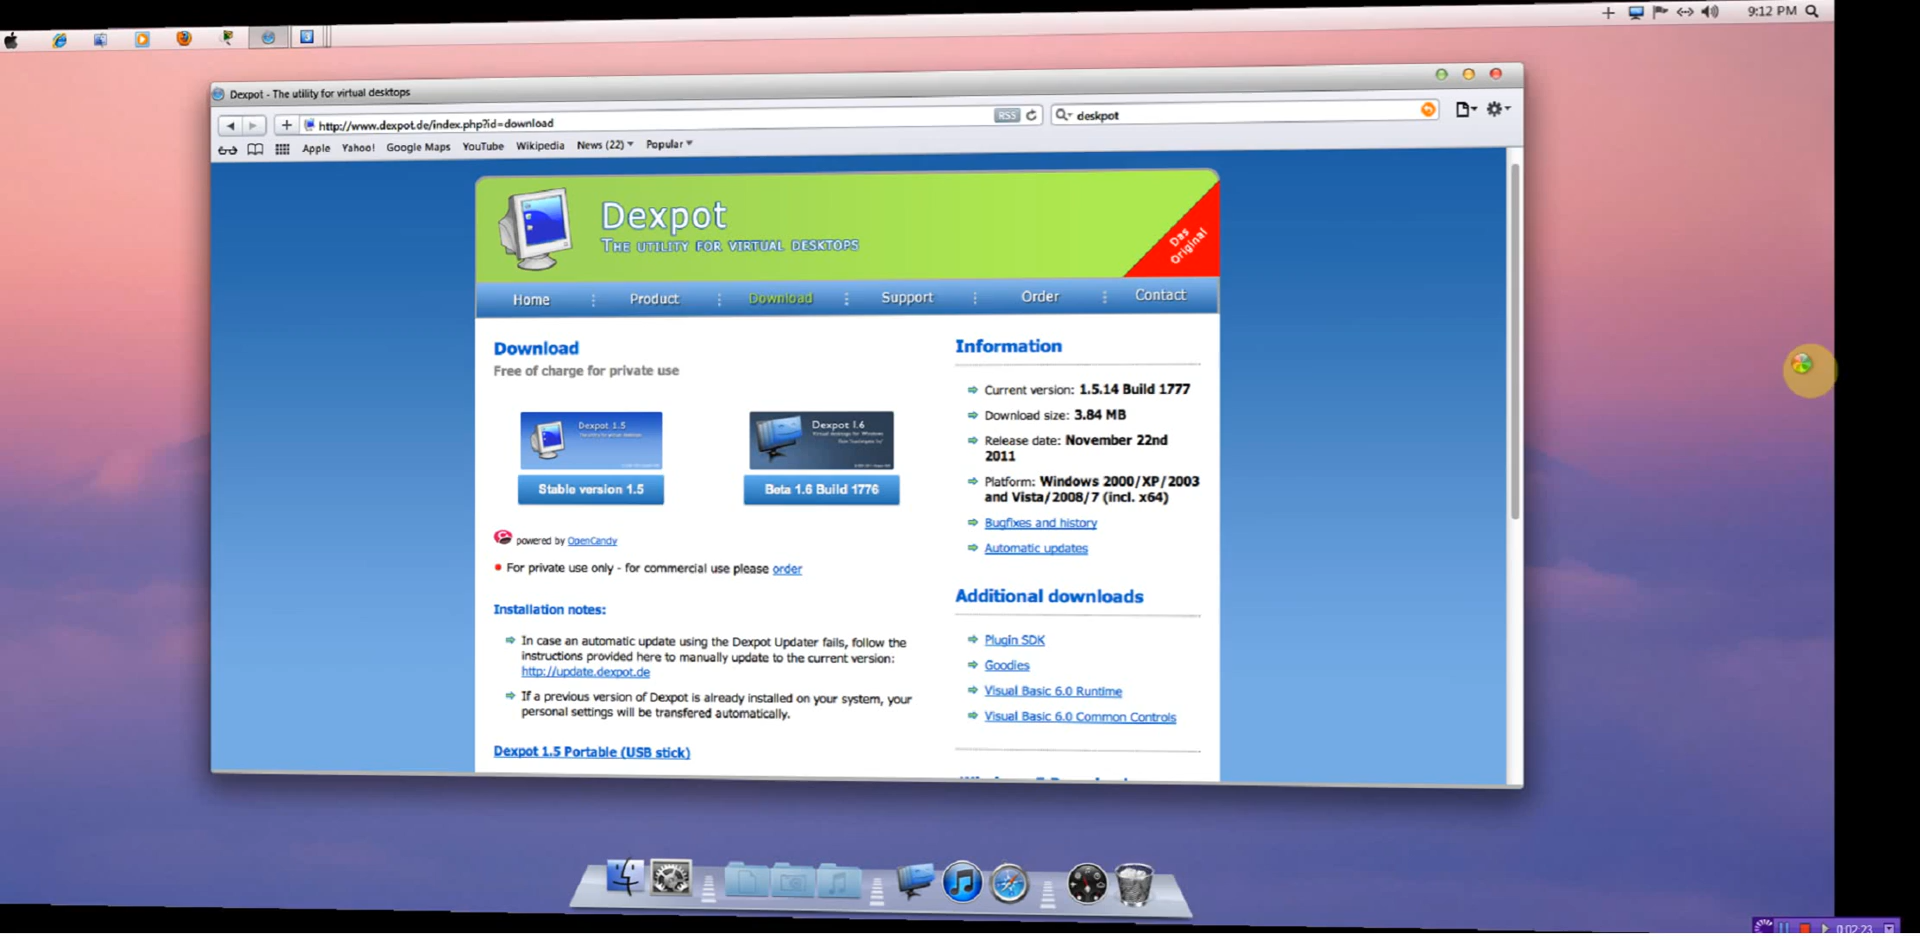 9:12 PM
Dexpot - The utility for virtual desktops
http://www.dexpot.de/index.php?id=download
RSS
deskpot
Apple Yahoo! Google Maps YouTube Wikipedia News (22) Popular
Dexpot
THE UTILITY FOR VIRTUAL DESKTOPS
Das
Original
Home Product Download Support Order Contact
Download
Free of charge for private use
Dexpot 1.5
Dexpot 1.6
Stable version 1.5
Beta 1.6 Build 1776
powered by OpenCandy
For private use only - for commercial use please order
Installation notes:
In case an automatic update using the Dexpot Updater fails, follow the
instructions provided here to manually update to the current version:
http://update.dexpot.de
If a previous version of Dexpot is already installed on your system, your
personal settings will be transfered automatically.
Dexpot 1.5 Portable (USB stick)
Information
Current version: 1.5.14 Build 1777
Download size: 3.84 MB
Release date: November 22nd
2011
Platform: Windows 2000/XP/2003
and Vista/2008/7 (incl. x64)
Bugfixes and history
Automatic updates
Additional downloads
Plugin SDK
Goodies
Visual Basic 6.0 Runtime
Visual Basic 6.0 Common Controls
0:02:23